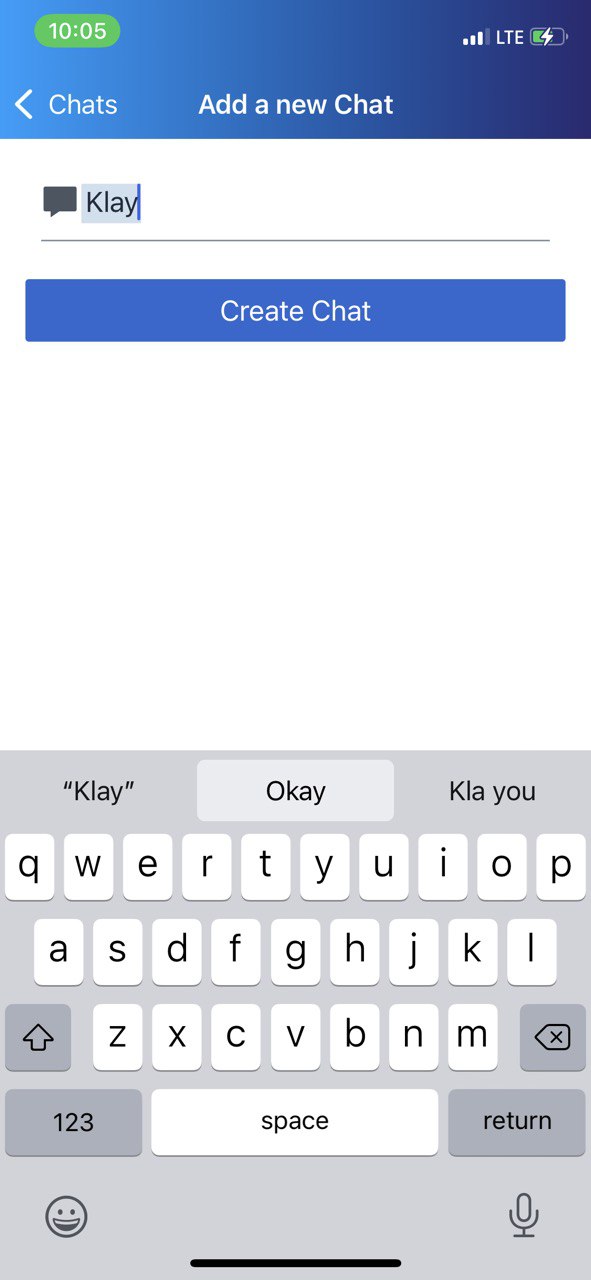 10:05 LTE
Chats Add a new Chat
Klay
Create Chat
“Klay” Okay Kla you
q w e r t y u i o p
a s d f g h j k l
z x c v b n m
123 space return